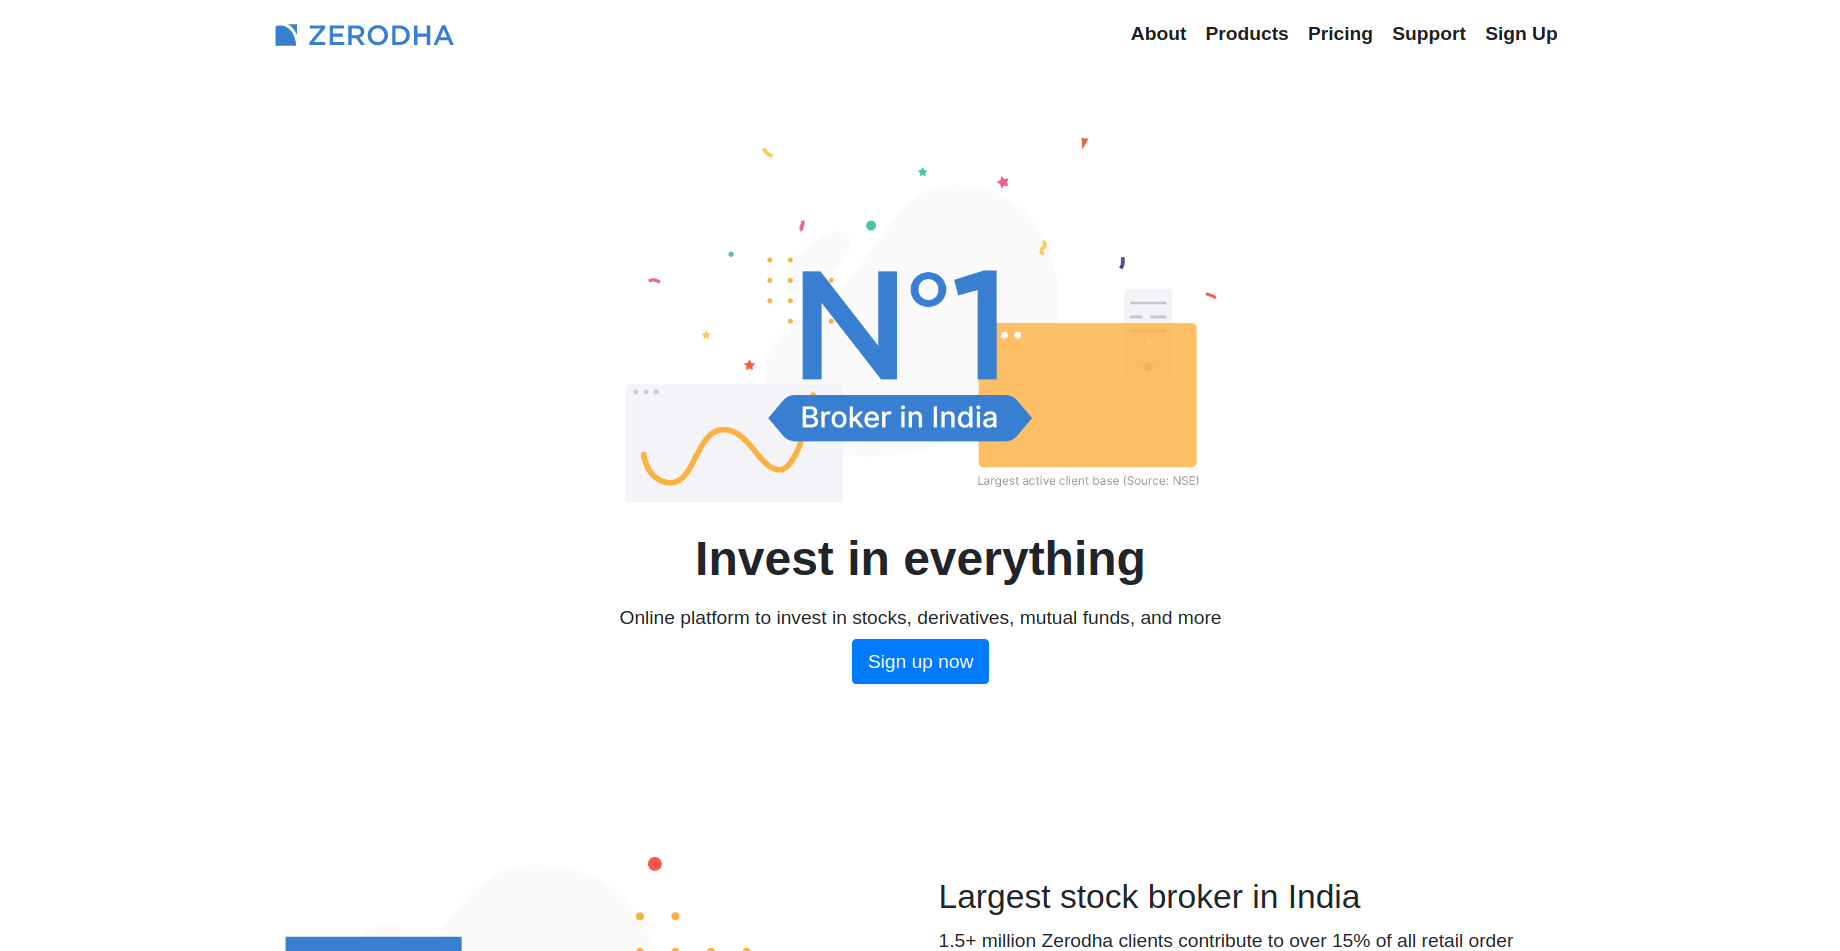 ZERODHA
About Products Pricing Support Sign Up
N°1
Broker in India
Largest active client base (Source: NSE)
Invest in everything
Online platform to invest in stocks, derivatives, mutual funds, and more
Sign up now
Largest stock broker in India
1.5+ million Zerodha clients contribute to over 15% of all retail order